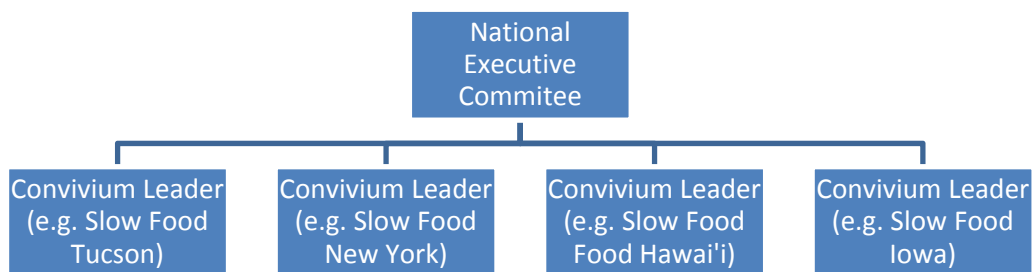 National
Executive
Commitee
Convivium Leader
(e.g. Slow Food
Tucson)
Convivium Leader
(e.g. Slow Food
New York)
Convivium Leader
(e.g. Slow Food
Food Hawai'i)
Convivium Leader
(e.g. Slow Food
Iowa)